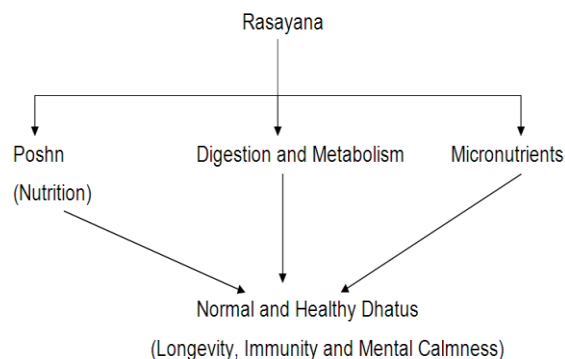 Rasayana
Poshn
(Nutrition)
Digestion and Metabolism
Micronutrients
Normal and Healthy Dhatus
(Longevity, Immunity and Mental Calmness)